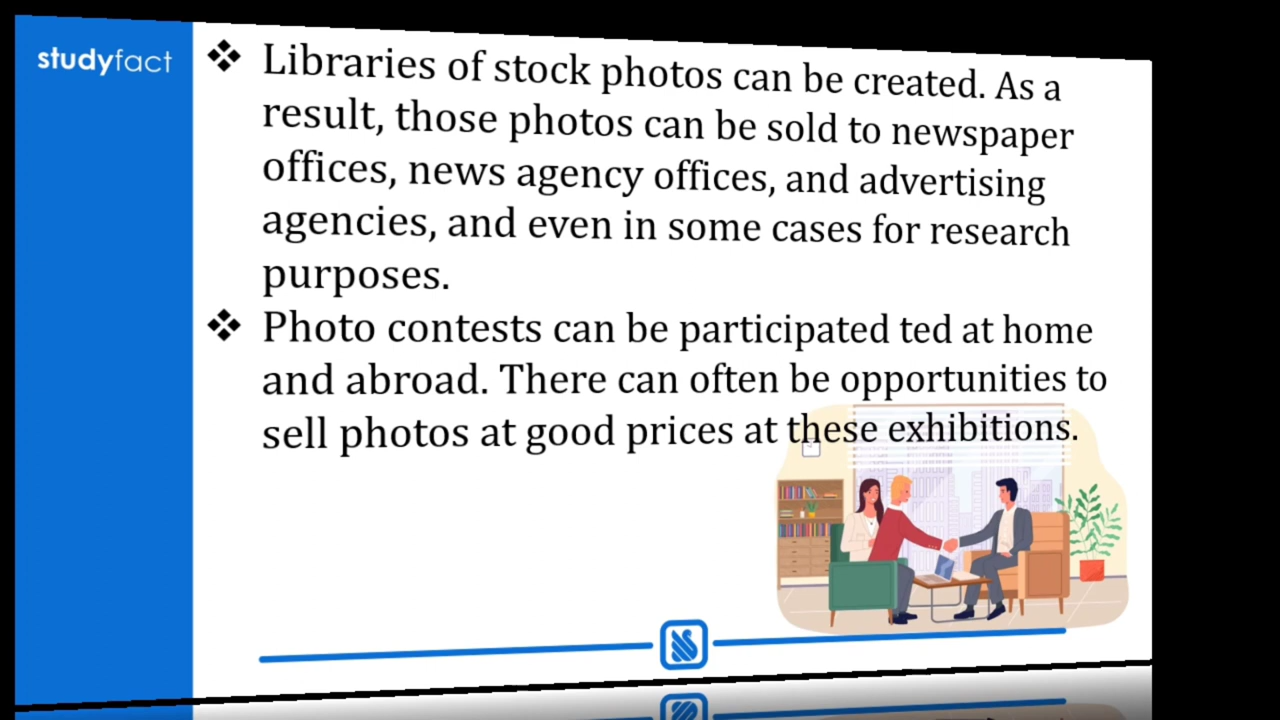 studyfact
❖ Libraries of stock photos can be created. As a
result, those photos can be sold to newspaper
offices, news agency offices, and advertising
agencies, and even in some cases for research
purposes.
❖ Photo contests can be participated ted at home
and abroad. There can often be opportunities to
sell photos at good prices at these exhibitions.